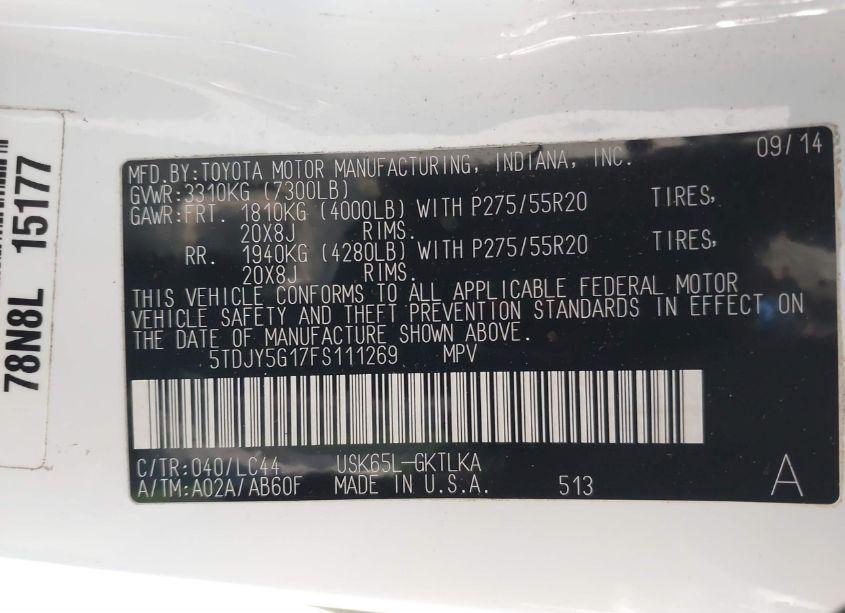 MFD.BY:TOYOTA MOTOR MANUFACTURING, INDIANA, INC. 09/14
GVWR:3310KG (7300LB)
GAWR:FRT. 1810KG (4000LB) WITH P275/55R20 TIRES,
20X8J RIMS.
RR. 1940KG (4280LB) WITH P275/55R20 TIRES,
20X8J RIMS.
THIS VEHICLE CONFORMS TO ALL APPLICABLE FEDERAL MOTOR
VEHICLE SAFETY AND THEFT PREVENTION STANDARDS IN EFFECT ON
THE DATE OF MANUFACTURE SHOWN ABOVE.
5TDJY5G17FS111269 MPV
C/TR:040/LC44 USK65L-GKTLKA
A/TM:A02A/AB60F MADE IN U.S.A. 513 A
78N8L 15177